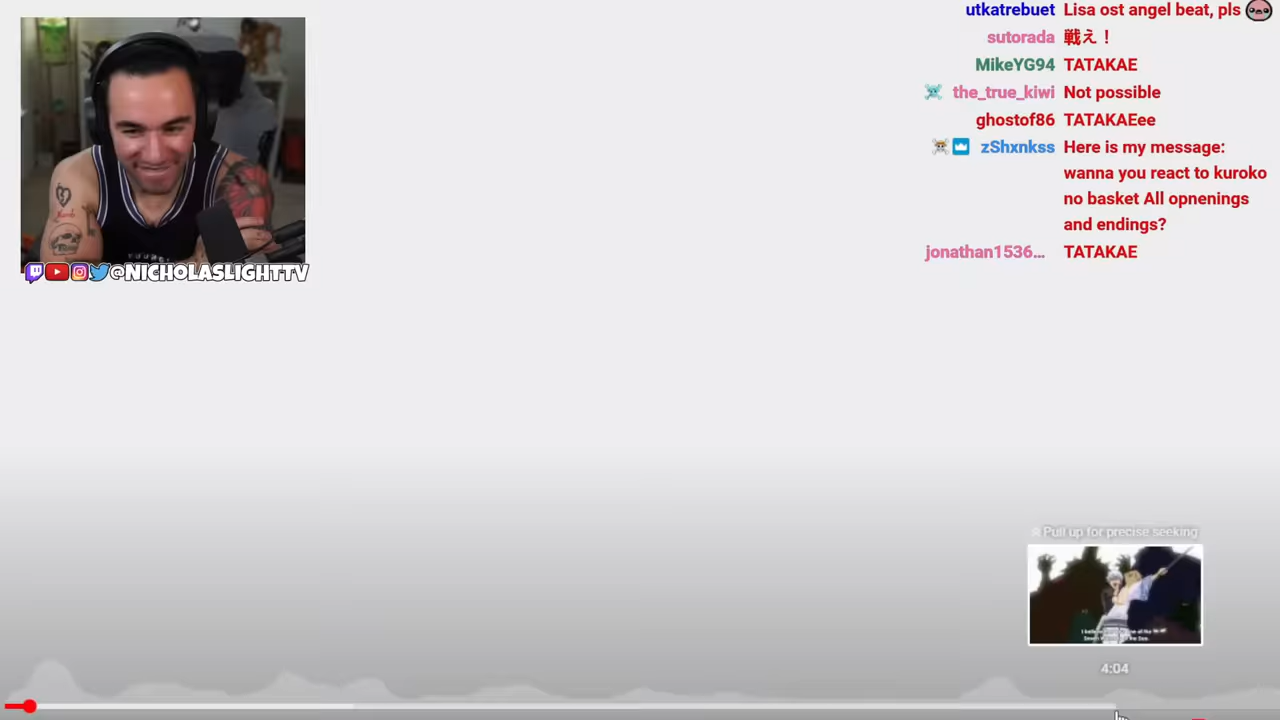 utkatrebuet Lisa ost angel beat, pls
sutorada 戦え！
MikeYG94 TATAKAE
the_true_kiwi Not possible
ghostof86 TATAKAEee
zShxnkss Here is my message:
wanna you react to kuroko
no basket All opnenings
and endings?
jonathan1536… TATAKAE
@NICHOLASLIGHTTV
Pull up for precise seeking
4:04